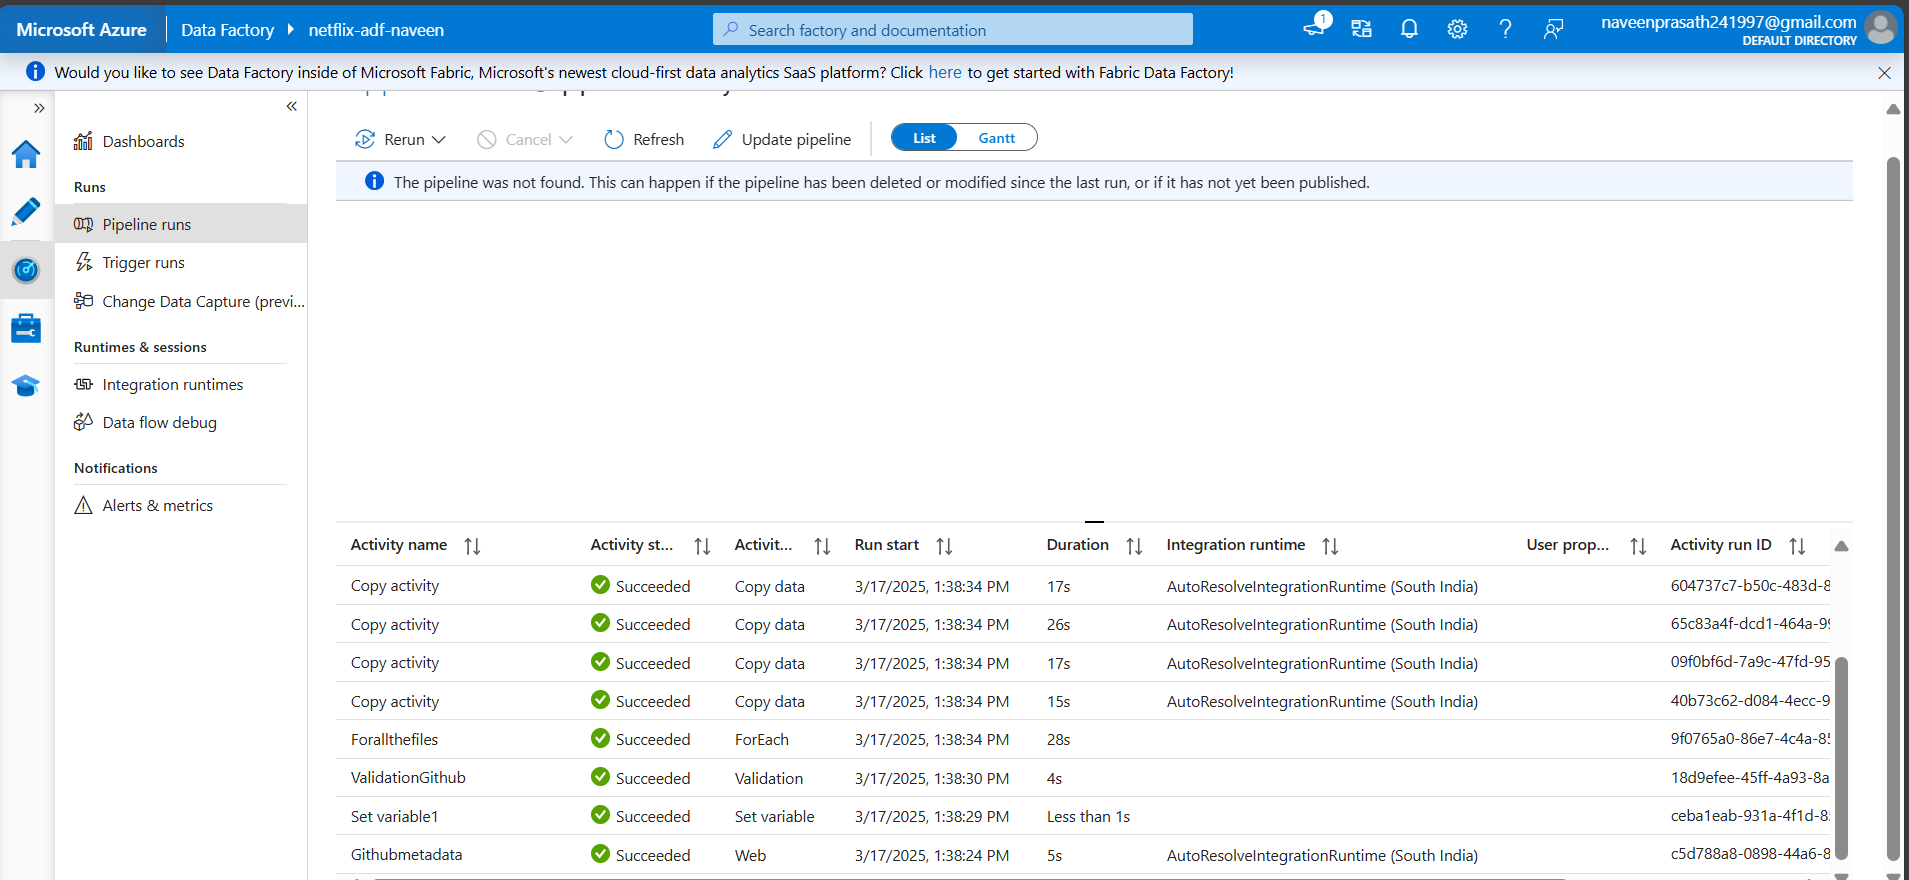 Microsoft Azure
Data Factory
netflix-adf-naveen
Search factory and documentation
1
naveenprasath241997@gmail.com
DEFAULT DIRECTORY
Would you like to see Data Factory inside of Microsoft Fabric, Microsoft's newest cloud-first data analytics SaaS platform? Click here to get started with Fabric Data Factory!
Dashboards
Runs
Pipeline runs
Trigger runs
Change Data Capture (previ...
Runtimes & sessions
Integration runtimes
Data flow debug
Notifications
Alerts & metrics
Rerun
Cancel
Refresh
Update pipeline
List
Gantt
The pipeline was not found. This can happen if the pipeline has been deleted or modified since the last run, or if it has not yet been published.
Activity name Activity st... Activit... Run start Duration Integration runtime User prop... Activity run ID
Copy activity Succeeded Copy data 3/17/2025, 1:38:34 PM 17s AutoResolveIntegrationRuntime (South India) 604737c7-b50c-483d-8
Copy activity Succeeded Copy data 3/17/2025, 1:38:34 PM 26s AutoResolveIntegrationRuntime (South India) 65c83a4f-dcd1-464a-99
Copy activity Succeeded Copy data 3/17/2025, 1:38:34 PM 17s AutoResolveIntegrationRuntime (South India) 09f0bf6d-7a9c-47fd-95
Copy activity Succeeded Copy data 3/17/2025, 1:38:34 PM 15s AutoResolveIntegrationRuntime (South India) 40b73c62-d084-4ecc-9
Forallthefiles Succeeded ForEach 3/17/2025, 1:38:34 PM 28s 9f0765a0-86e7-4c4a-85
ValidationGithub Succeeded Validation 3/17/2025, 1:38:30 PM 4s 18d9efee-45ff-4a93-8a
Set variable1 Succeeded Set variable 3/17/2025, 1:38:29 PM Less than 1s ceba1eab-931a-4f1d-8
Githubmetadata Succeeded Web 3/17/2025, 1:38:24 PM 5s AutoResolveIntegrationRuntime (South India) c5d788a8-0898-44a6-8